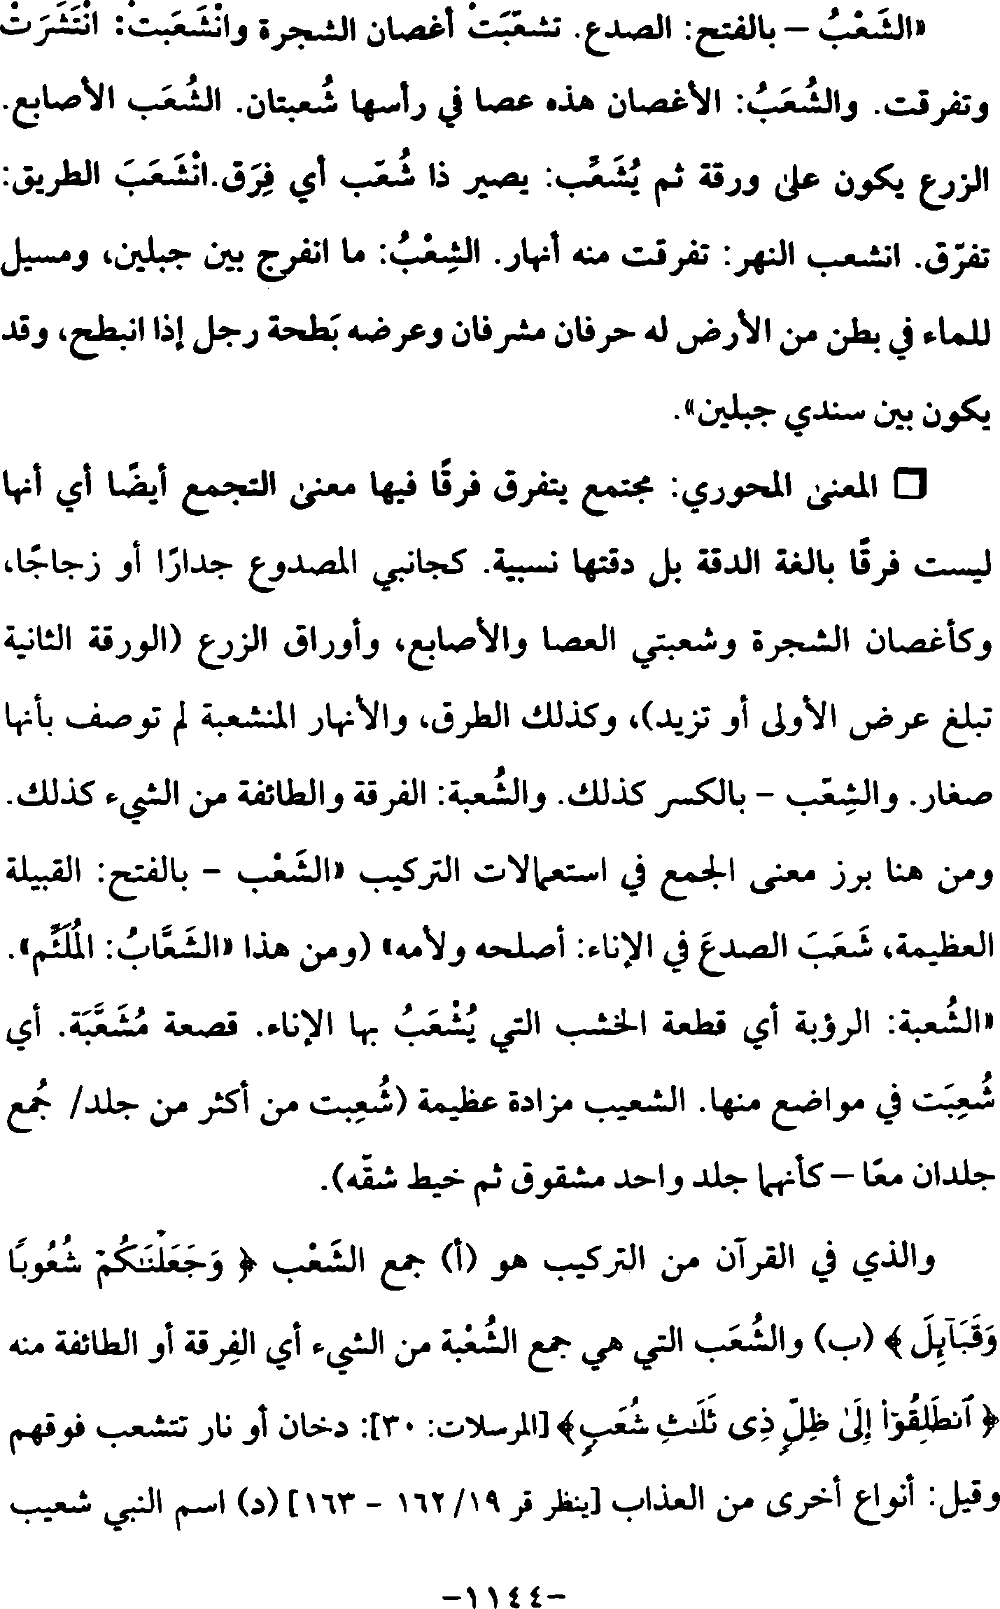 «الشَعْبُ – بالفتح: الصدع. تشعّبَتْ أغصان الشجرة وانْشَعَبتْ: انْتَشَرَتْ
وتفرقت. والشُعَبُ: الأغصان هذه عصا في رأسها شُعبتان. الشُعَب الأصابع.
الزرع يكون على ورقة ثم يُشَعِّب: يصير ذا شُعَب أي فِرَق.انْشَعَبَ الطريق:
تفرّق. انشعب النهر: تفرقت منه أنهار. الشِعْبُ: ما انفرج بين جبلين، ومسيل
للماء في بطن من الأرض له حرفان مشرفان وعرضه بَطحة رجل إذا انبطح، وقد
يكون بين سندي جبلين».
□ المعنى المحوري: مجتمع يتفرق فرقًا فيها معنى التجمع أيضًا أي أنها
ليست فرقًا بالغة الدقة بل دقتها نسبية. كجانبي المصدوع جدارًا أو زجاجًا،
وكأغصان الشجرة وشعبتي العصا والأصابع، وأوراق الزرع (الورقة الثانية
تبلغ عرض الأولى أو تزيد)، وكذلك الطرق، والأنهار المنشعبة لم توصف بأنها
صغار. والشِعّب – بالكسر كذلك. والشُعبة: الفرقة والطائفة من الشيء كذلك.
ومن هنا برز معنى الجمع في استعمالات التركيب «الشَعْب – بالفتح: القبيلة
العظيمة، شَعَبَ الصدعَ في الإناء: أصلحه ولأمه» (ومن هذا «الشَعَّابُ: المُلَئِّم».
«الشُعبة: الرؤبة أي قطعة الخشب التي يُشْعَبُ بها الإناء. قصعة مُشَعَّبَة. أي
شُعِبَت في مواضع منها. الشعيب مزادة عظيمة (شُعِبت من أكثر من جلد/ جُمع
جلدان معًا – كأنهما جلد واحد مشقوق ثم خيط شقّه).
والذي في القرآن من التركيب هو (أ) جمع الشَعْب ﴿ وَجَعَلْنَـٰكُمْ شُعُوبًا
وَقَبَآئِلَ ﴾ (ب) والشُعَب التي هي جمع الشُعْبة من الشيء أي الفِرقة أو الطائفة منه
﴿ ٱنطَلِقُوٓا۟ إِلَىٰ ظِلٍّ ذِى ثَلَـٰثِ شُعَبٍ﴾ [المرسلات: ٣٠]: دخان أو نار تتشعب فوقهم
وقيل: أنواع أخرى من العذاب [ينظر قر ١٩/ ١٦٢ – ١٦٣] (د) اسم النبي شعيب
-١١٤٤-